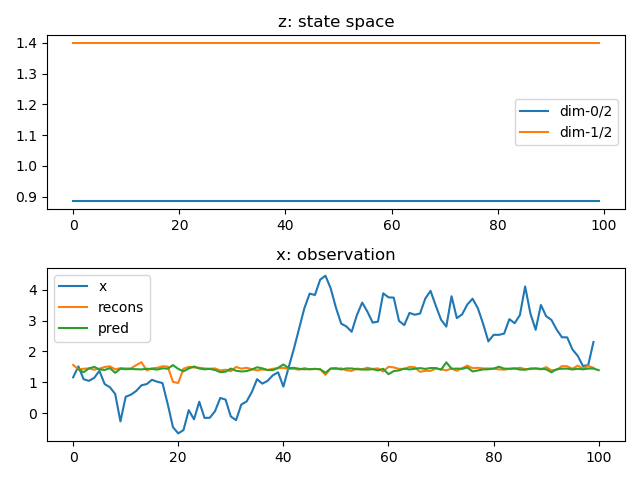 z: state space
1.4
1.3
1.2
1.1
1.0
0.9
dim-0/2
dim-1/2
0 20 40 60 80 100
x: observation
4
3
2
1
0
x
recons
pred
0 20 40 60 80 100